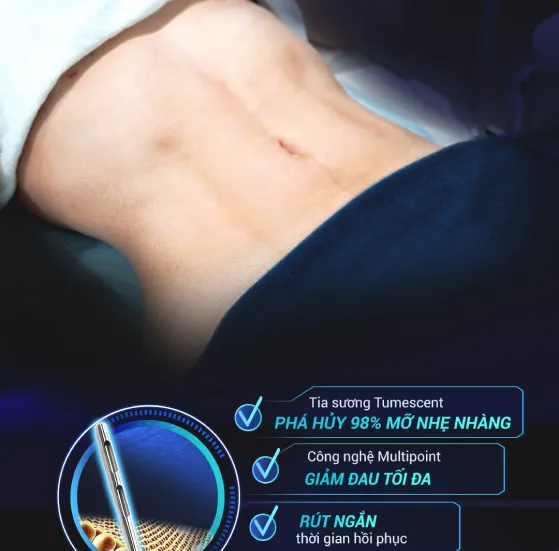 Tia sương Tumescent
PHÁ HỦY 98% MỠ NHẸ NHÀNG
Công nghệ Multipoint
GIẢM ĐAU TỐI ĐA
RÚT NGẮN
thời gian hồi phục